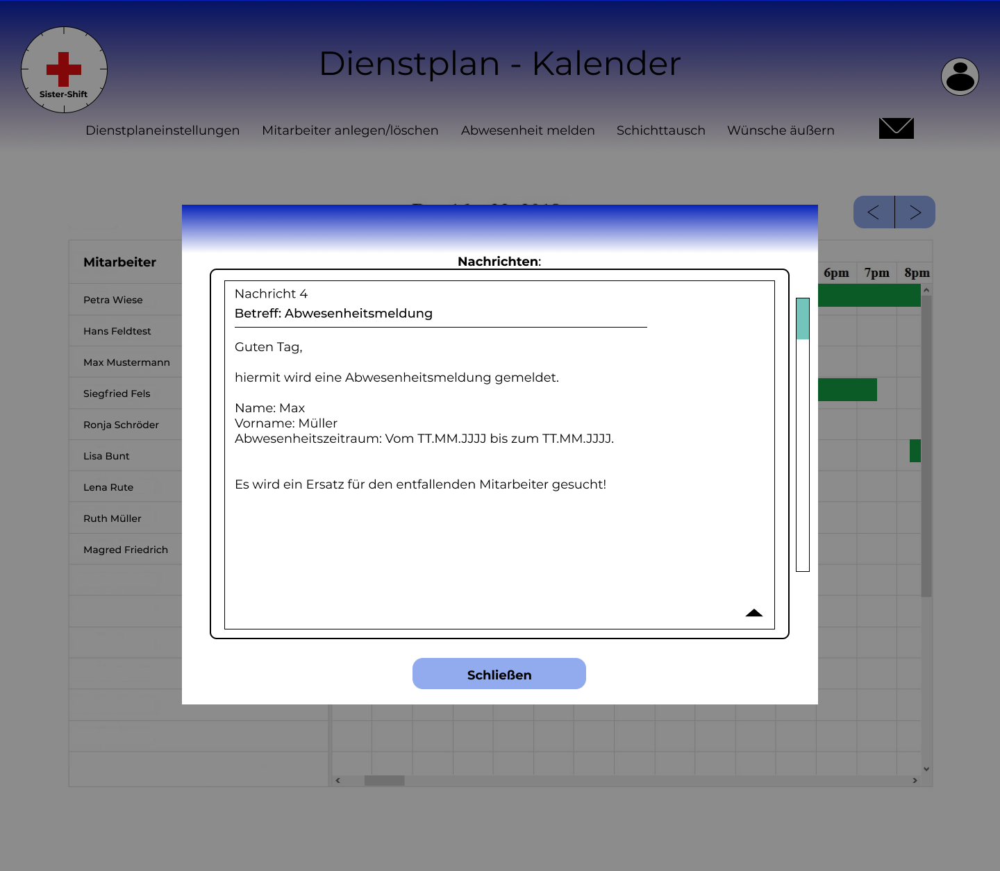 Sister-Shift
Dienstplan - Kalender
Dienstplaneinstellungen Mitarbeiter anlegen/löschen Abwesenheit melden Schichttausch Wünsche äußern
Nachrichten:
Nachricht 4
Betreff: Abwesenheitsmeldung
Guten Tag,
hiermit wird eine Abwesenheitsmeldung gemeldet.
Name: Max
Vorname: Müller
Abwesenheitszeitraum: Vom TT.MM.JJJJ bis zum TT.MM.JJJJ.
Es wird ein Ersatz für den entfallenden Mitarbeiter gesucht!
Schließen
Mitarbeiter
6pm 7pm 8pm
Petra Wiese
Hans Feldtest
Max Mustermann
Siegfried Fels
Ronja Schröder
Lisa Bunt
Lena Rute
Ruth Müller
Magred Friedrich